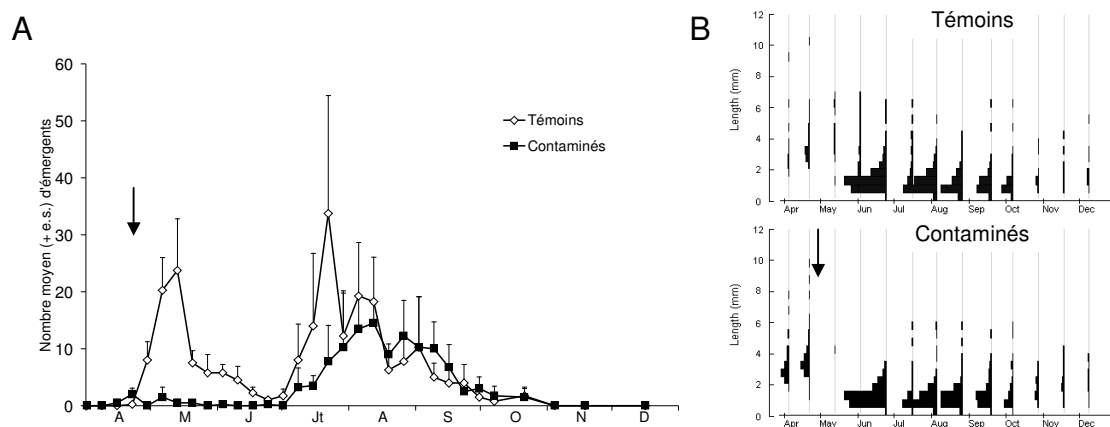 A
Nombre moyen (+ e.s.) d'émergents
60
50
40
30
20
10
0
A M J Jt A S O N D
Témoins
Contaminés
B
Témoins
Length (mm)
12
10
8
6
4
2
0
Apr May Jun Jul Aug Sep Oct Nov Dec
Contaminés
Length (mm)
12
10
8
6
4
2
0
Apr May Jun Jul Aug Sep Oct Nov Dec